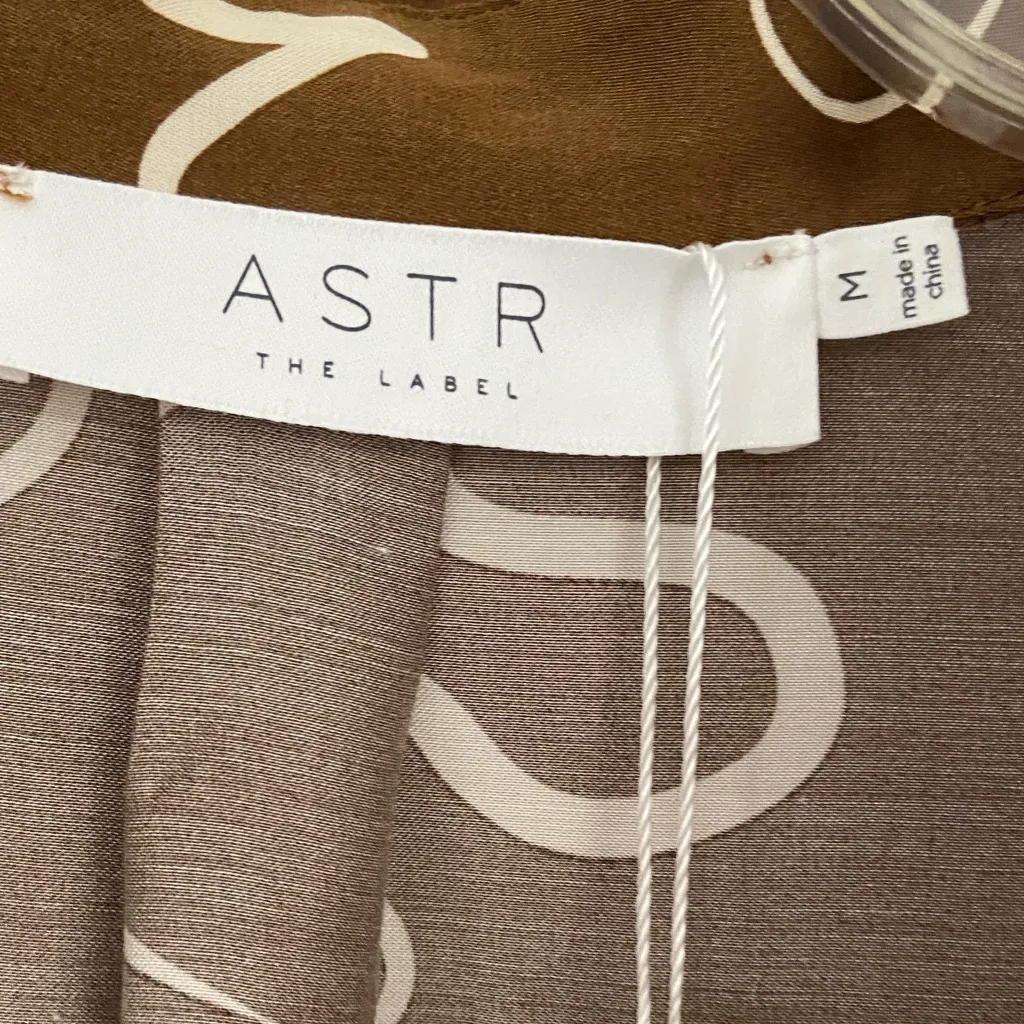 ASTR
THE LABEL
M
made in
china